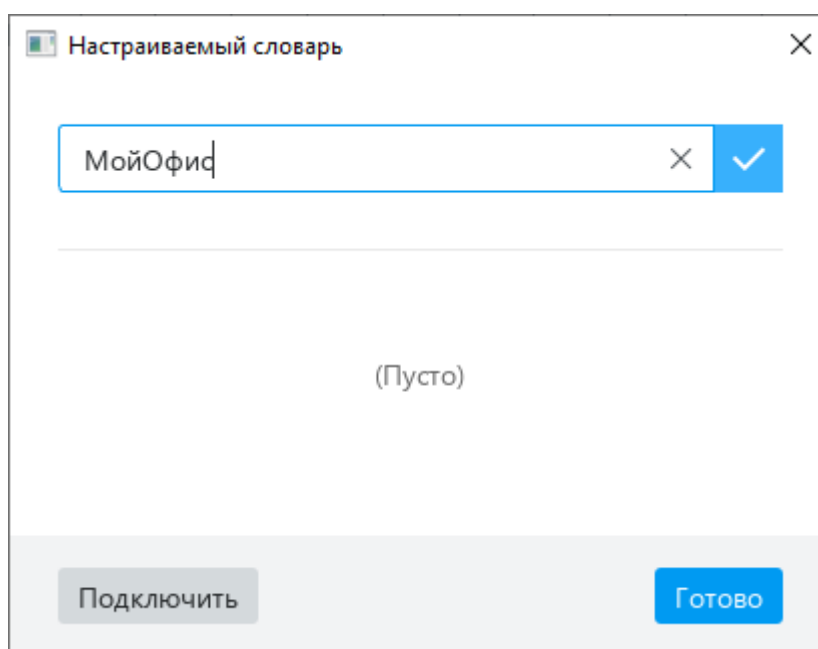 Настраиваемый словарь
МойОфис
(Пусто)
Подключить
Готово